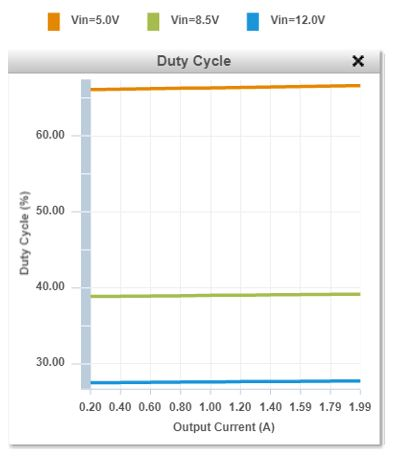 Vin=5.0V Vin=8.5V Vin=12.0V
Duty Cycle
60.00
50.00
40.00
30.00
Duty Cycle (%)
0.20 0.40 0.60 0.80 1.00 1.20 1.40 1.59 1.79 1.99
Output Current (A)